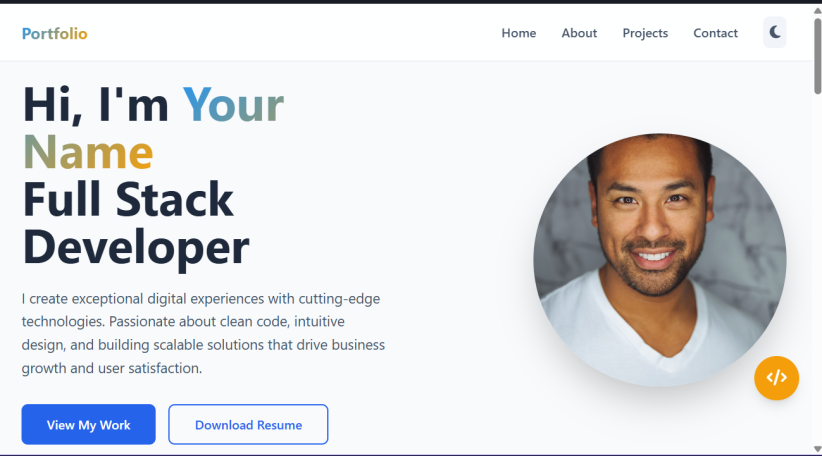 Portfolio
Home About Projects Contact
Hi, I'm Your
Name
Full Stack
Developer
I create exceptional digital experiences with cutting-edge
technologies. Passionate about clean code, intuitive
design, and building scalable solutions that drive business
growth and user satisfaction.
View My Work Download Resume